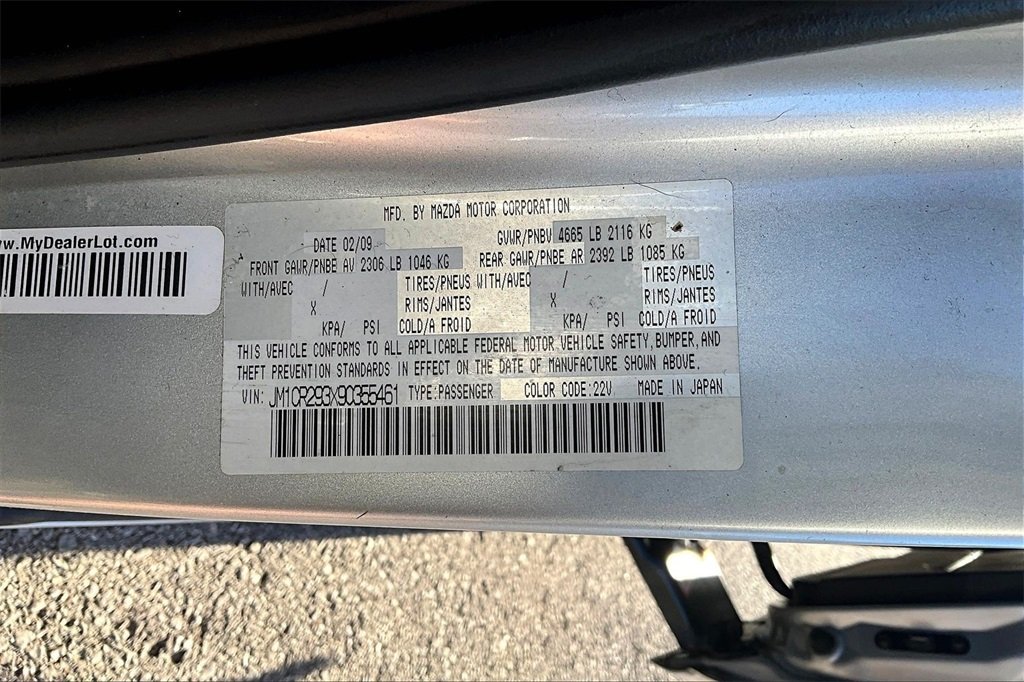 w.MyDealerLot.com
MFD. BY MAZDA MOTOR CORPORATION
DATE 02/09 GVWR/PNBV 4665 LB 2116 KG
FRONT GAWR/PNBE AV 2306 LB 1046 KG REAR GAWR/PNBE AR 2392 LB 1085 KG
WITH/AVEC / TIRES/PNEUS WITH/AVEC / TIRES/PNEUS
X RIMS/JANTES X RIMS/JANTES
KPA/ PSI COLD/A FROID KPA/ PSI COLD/A FROID
THIS VEHICLE CONFORMS TO ALL APPLICABLE FEDERAL MOTOR VEHICLE SAFETY,BUMPER,AND
THEFT PREVENTION STANDARDS IN EFFECT ON THE DATE OF MANUFACTURE SHOWN ABOVE.
VIN: JM1CR293X90355461 TYPE:PASSENGER COLOR CODE:22V MADE IN JAPAN